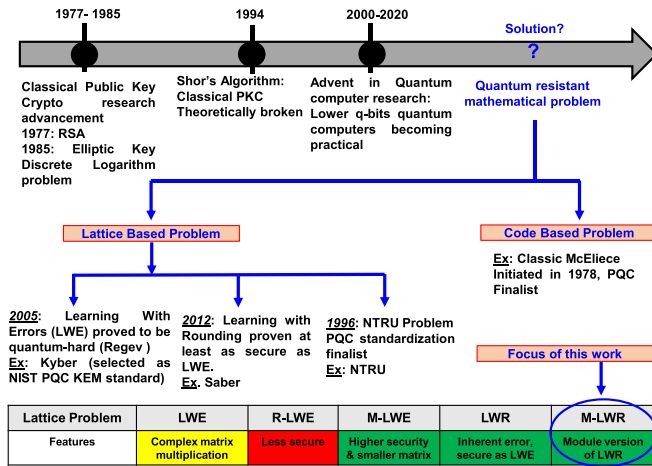 1977- 1985
1994
2000-2020
Solution?
?
Classical Public Key
Crypto research
advancement
1977: RSA
1985: Elliptic Key
Discrete Logarithm
problem
Shor's Algorithm:
Classical PKC
Theoretically broken
Advent in Quantum
computer research:
Lower q-bits quantum
computers becoming
practical
Quantum resistant
mathematical problem
Lattice Based Problem
Code Based Problem
Ex: Classic McEliece
Initiated in 1978, PQC
Finalist
2005: Learning With
Errors (LWE) proved to be
quantum-hard (Regev )
Ex: Kyber (selected as
NIST PQC KEM standard)
2012: Learning with
Rounding proven at
least as secure as
LWE.
Ex. Saber
1996: NTRU Problem
PQC standardization
finalist
Ex: NTRU
Focus of this work
Lattice Problem LWE R-LWE M-LWE LWR M-LWR
Features Complex matrix multiplication Less secure Higher security & smaller matrix Inherent error, secure as LWE Module version of LWR